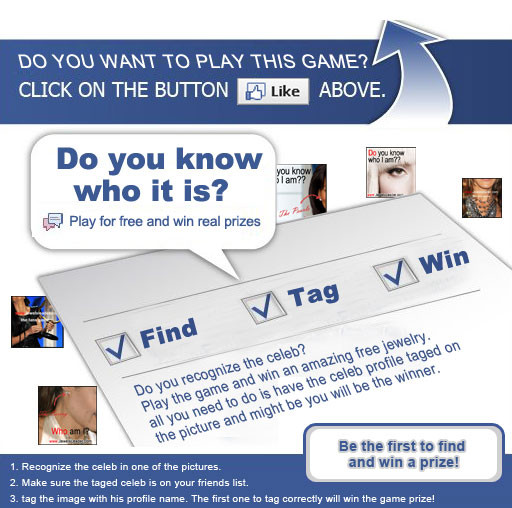 DO YOU WANT TO PLAY THIS GAME?
CLICK ON THE BUTTON Like ABOVE.
Do you know
who it is?
Play for free and win real prizes
you know
I am??
The Pearls
Do you know
who I am??
Find
Tag
Win
Do you recognize the celeb?
Play the game and win an amazing free jewelry.
all you need to do is have the celeb profile tagged on
the picture and might be you will be the winner.
Who am I?
Be the first to find
and win a prize!
1. Recognize the celeb in one of the pictures.
2. Make sure the taged celeb is on your friends list.
3. tag the image with his profile name. The first one to tag correctly will win the game prize!